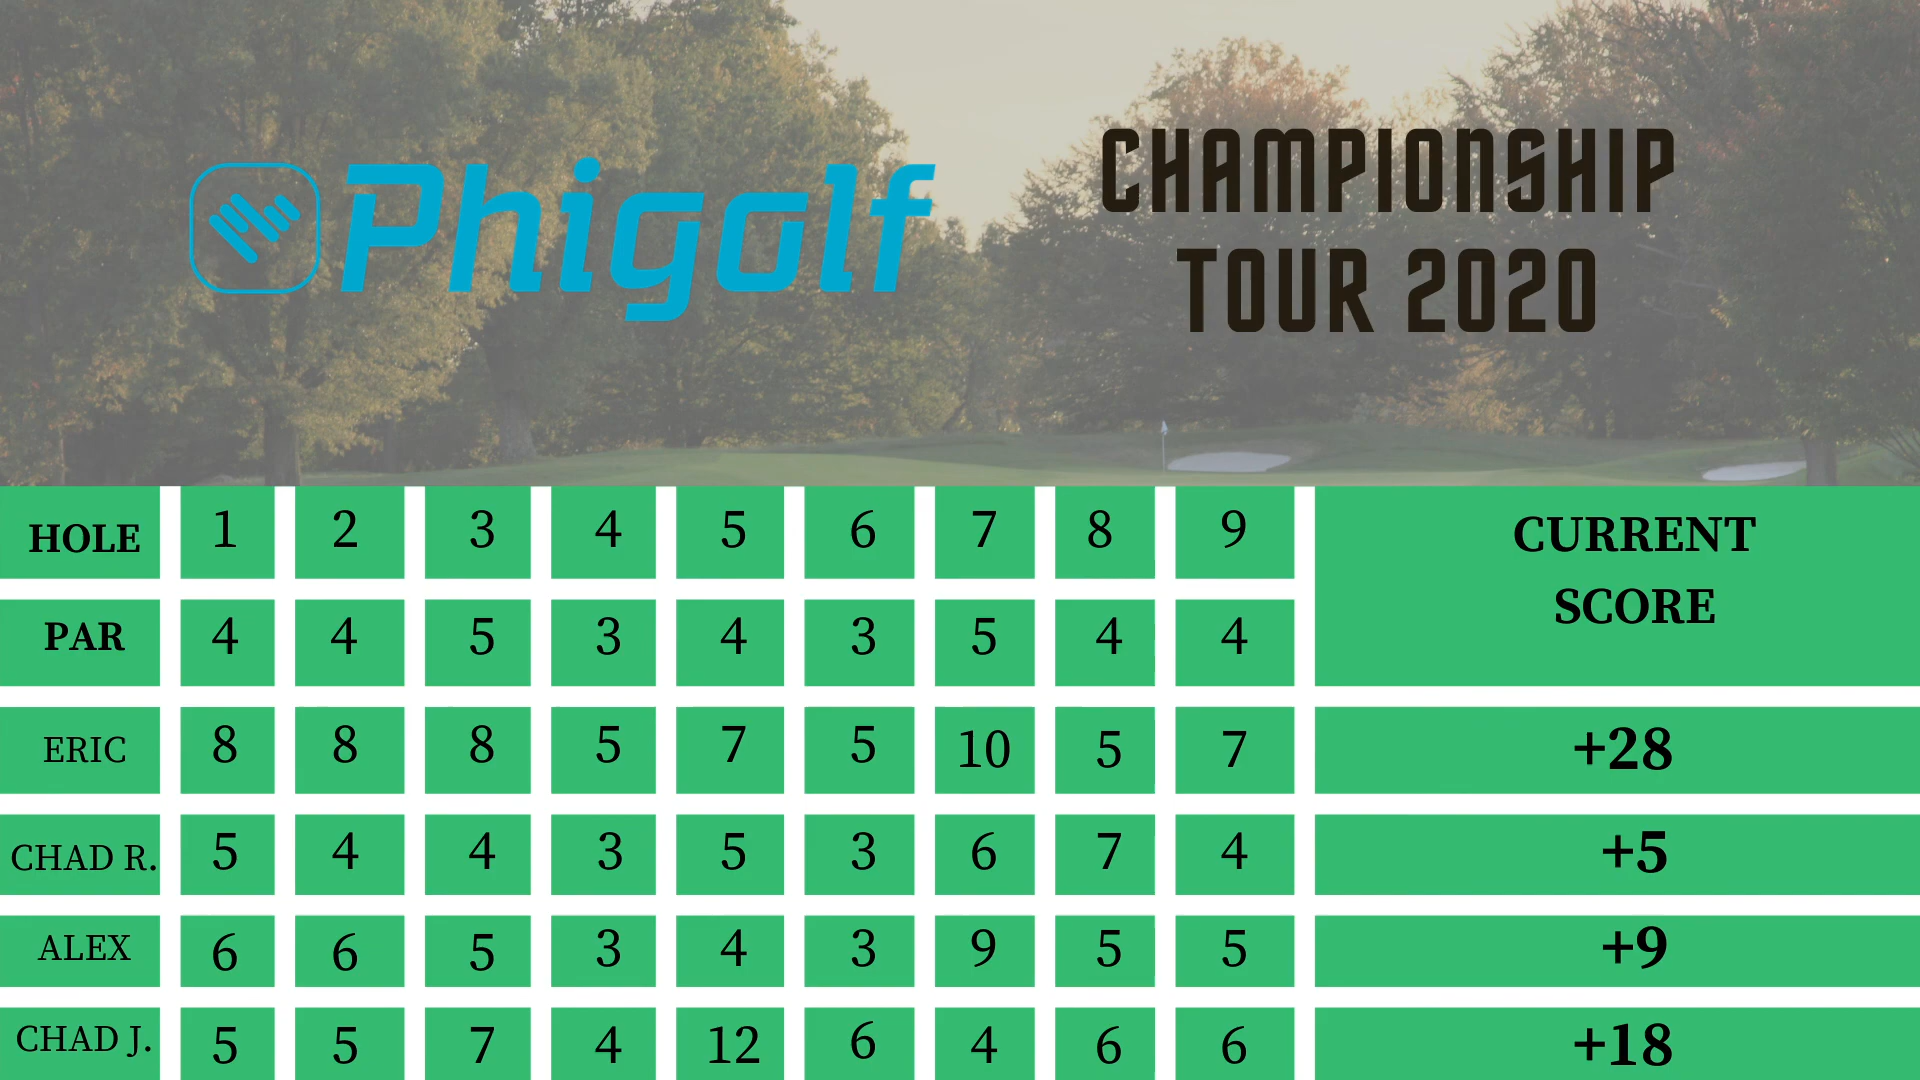 Phigolf
CHAMPIONSHIP
TOUR 2020
HOLE 1 2 3 4 5 6 7 8 9 CURRENT
SCORE
PAR 4 4 5 3 4 3 5 4 4
ERIC 8 8 8 5 7 5 10 5 7 +28
CHAD R. 5 4 4 3 5 3 6 7 4 +5
ALEX 6 6 5 3 4 3 9 5 5 +9
CHAD J. 5 5 7 4 12 6 4 6 6 +18